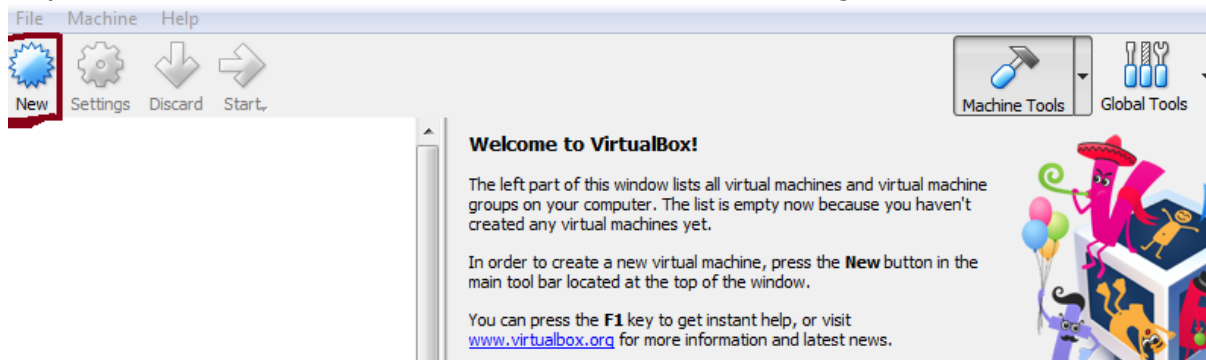 File Machine Help
New Settings Discard Start
Machine Tools Global Tools
Welcome to VirtualBox!
The left part of this window lists all virtual machines and virtual machine
groups on your computer. The list is empty now because you haven't
created any virtual machines yet.
In order to create a new virtual machine, press the New button in the
main tool bar located at the top of the window.
You can press the F1 key to get instant help, or visit
www.virtualbox.org for more information and latest news.